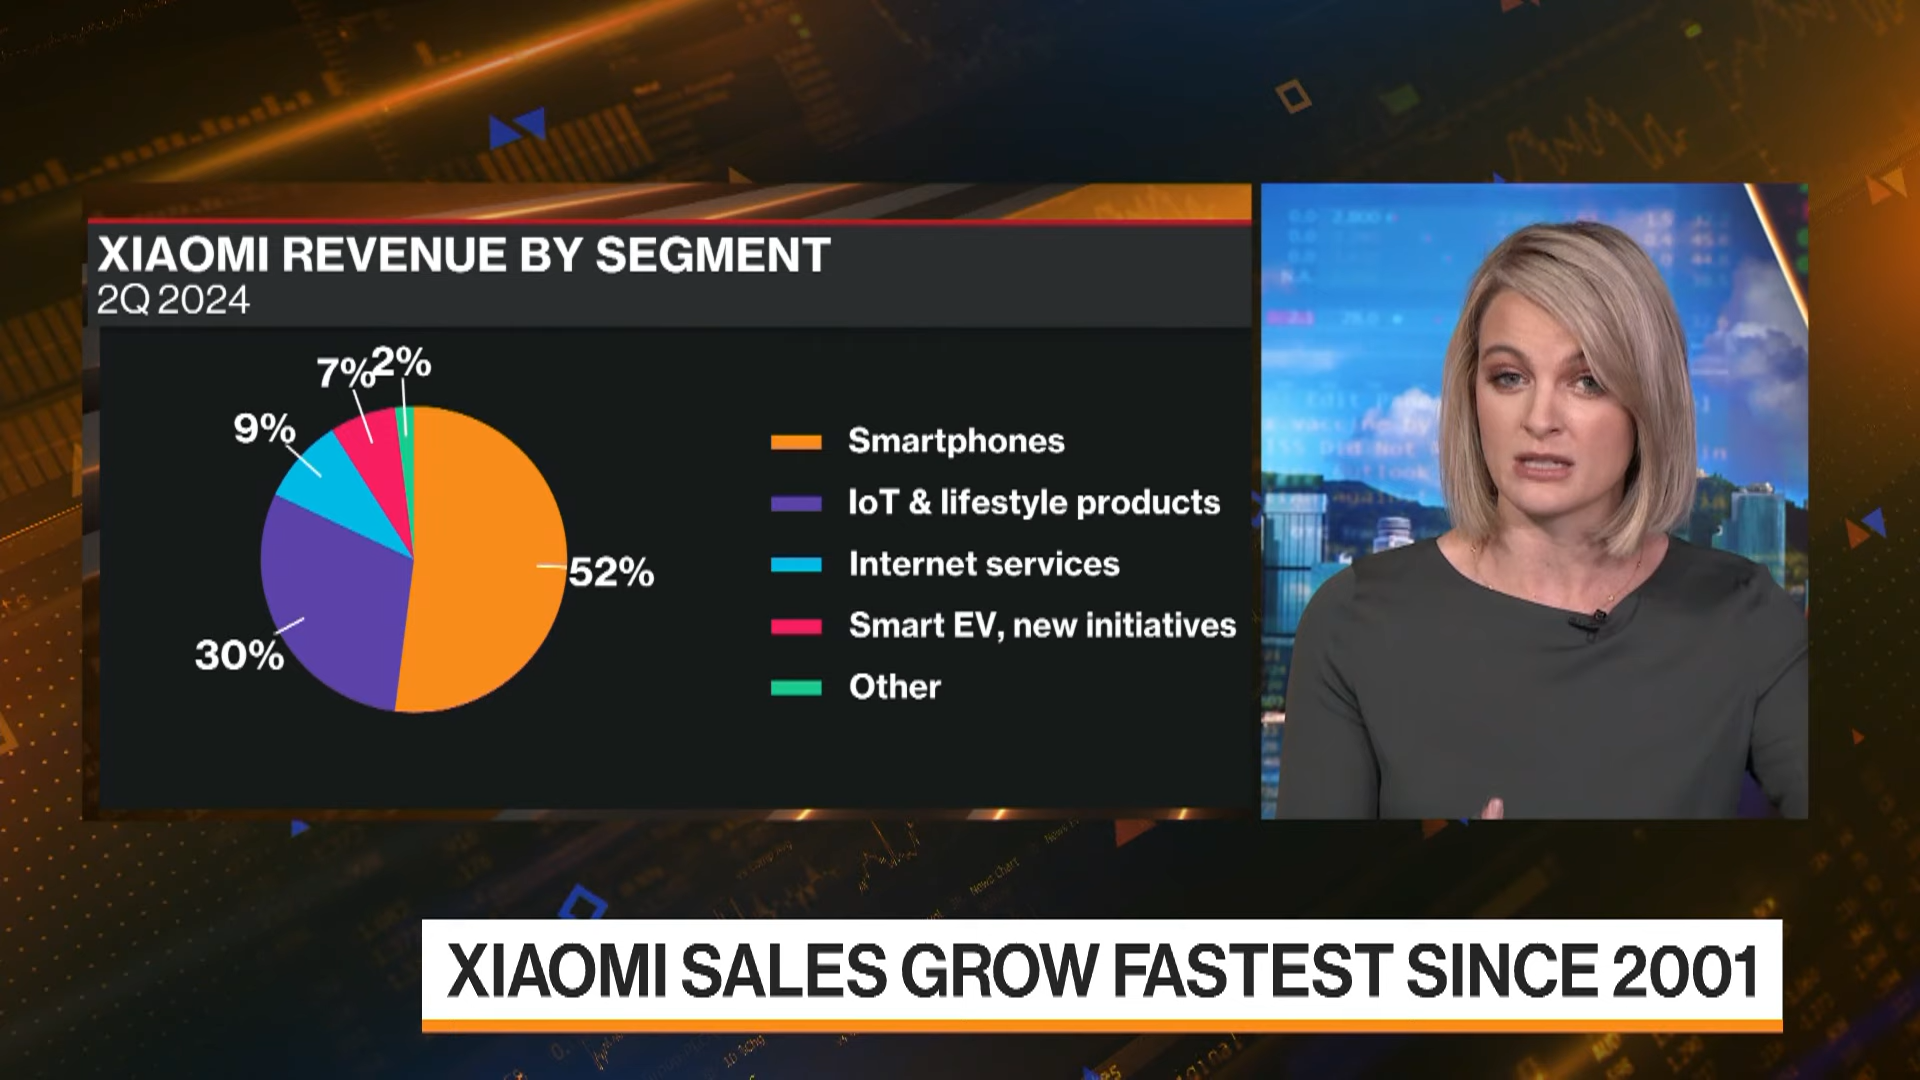 XIAOMI REVENUE BY SEGMENT
2Q 2024
7%
2%
9%
52%
30%
Smartphones
IoT & lifestyle products
Internet services
Smart EV, new initiatives
Other
XIAOMI SALES GROW FASTEST SINCE 2001